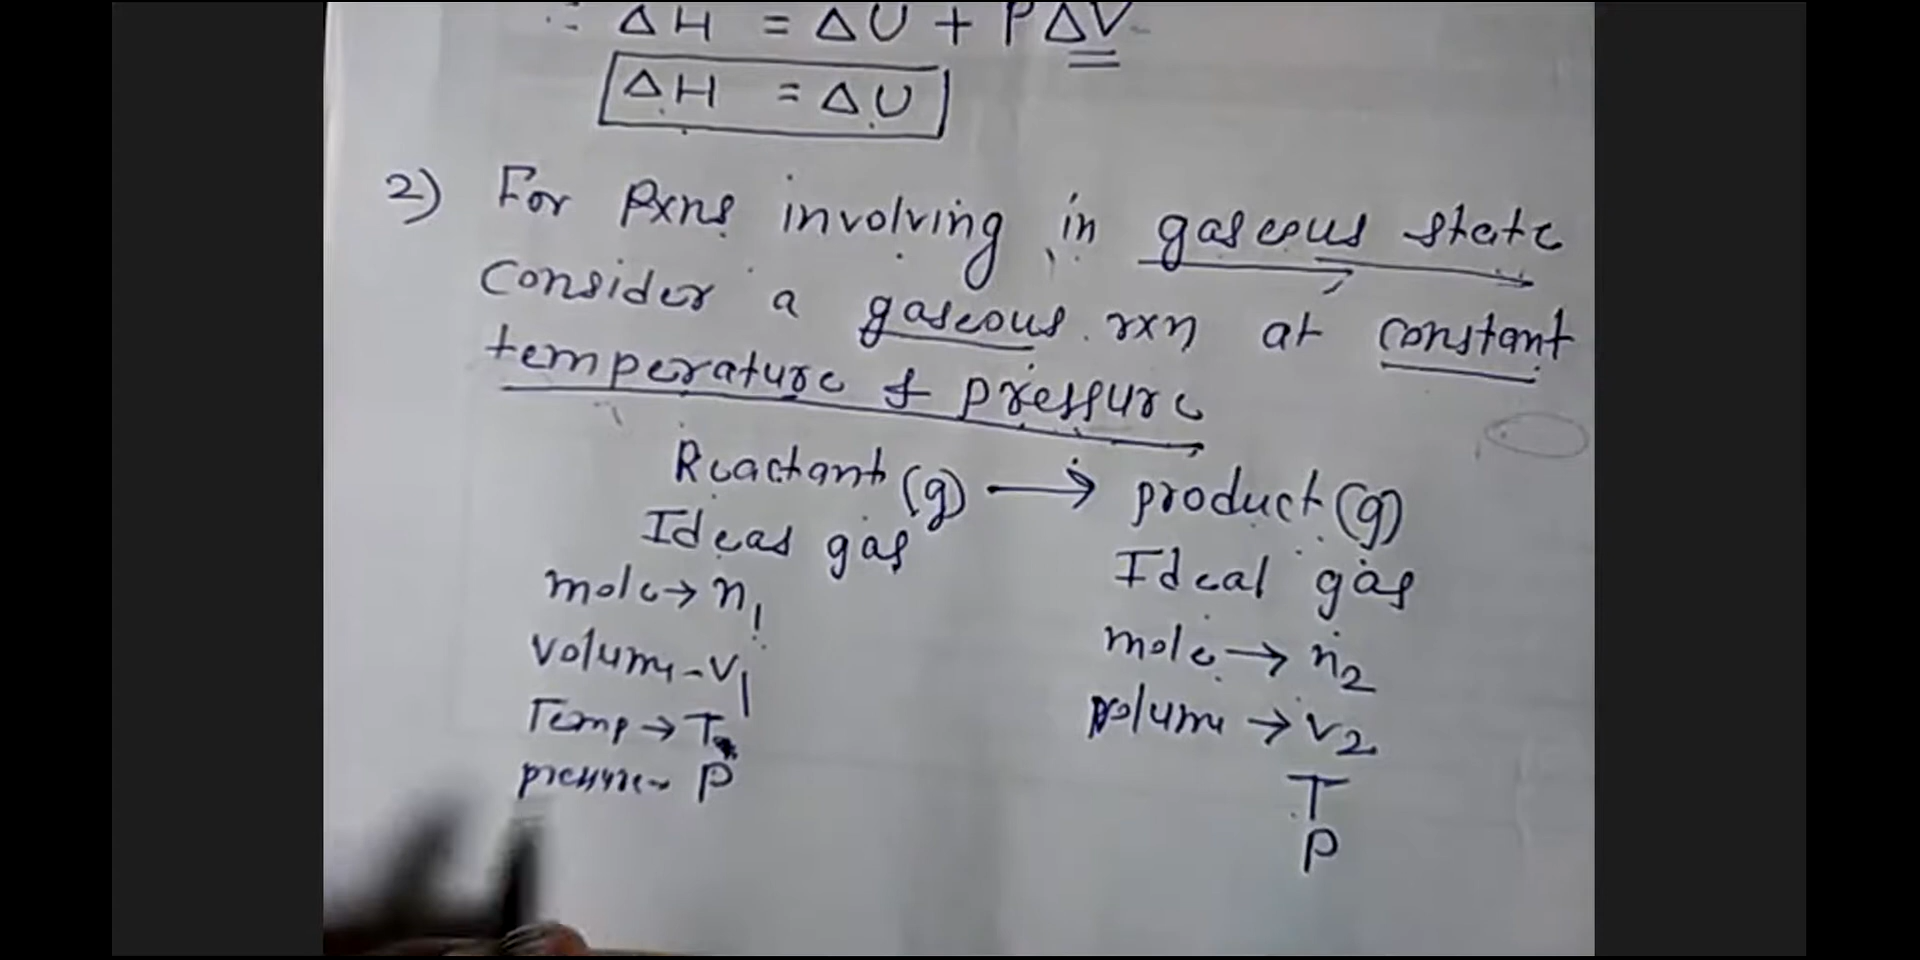 ∴ ΔH = ΔU + PΔV
ΔH = ΔU
2) For Rxns involving in gaseous state
Consider a gaseous rxn at constant
temperature & pressure
Reactant (g) → product (g)
Ideas gas Ideal gas
mole → n₁ mole → n₂
volume - V₁ volume → V₂
Temp → T T
pressure → P P